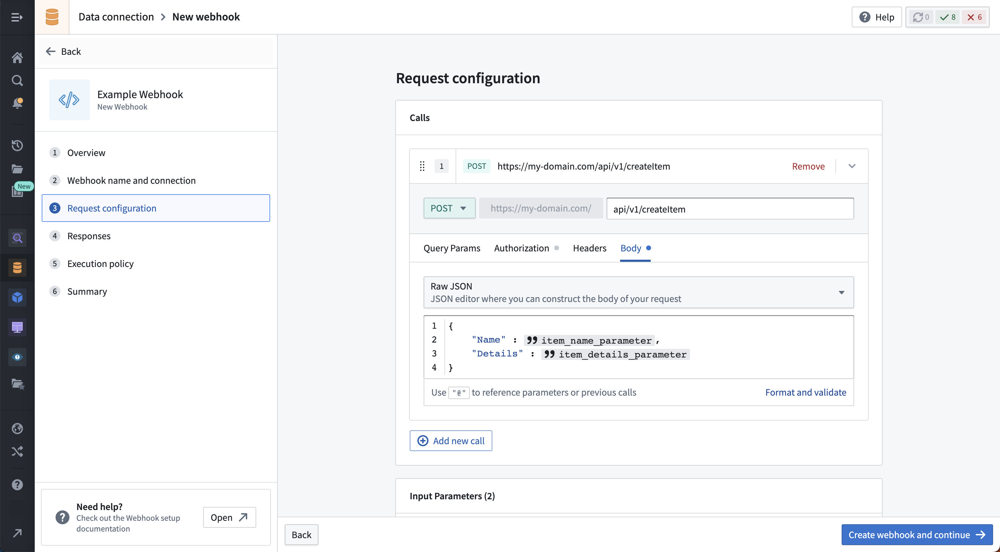 Data connection > New webhook
Help
0
8
6
Back
Example Webhook
New Webhook
1 Overview
2 Webhook name and connection
3 Request configuration
4 Responses
5 Execution policy
6 Summary
New
Need help?
Check out the Webhook setup
documentation
Open
Request configuration
Calls
1 POST https://my-domain.com/api/v1/createItem Remove
POST https://my-domain.com/ api/v1/createItem
Query Params Authorization Headers Body
Raw JSON
JSON editor where you can construct the body of your request
1 {
2 "Name" : ❞ item_name_parameter,
3 "Details" : ❞ item_details_parameter
4 }
Use "@" to reference parameters or previous calls Format and validate
Add new call
Input Parameters (2)
Back
Create webhook and continue